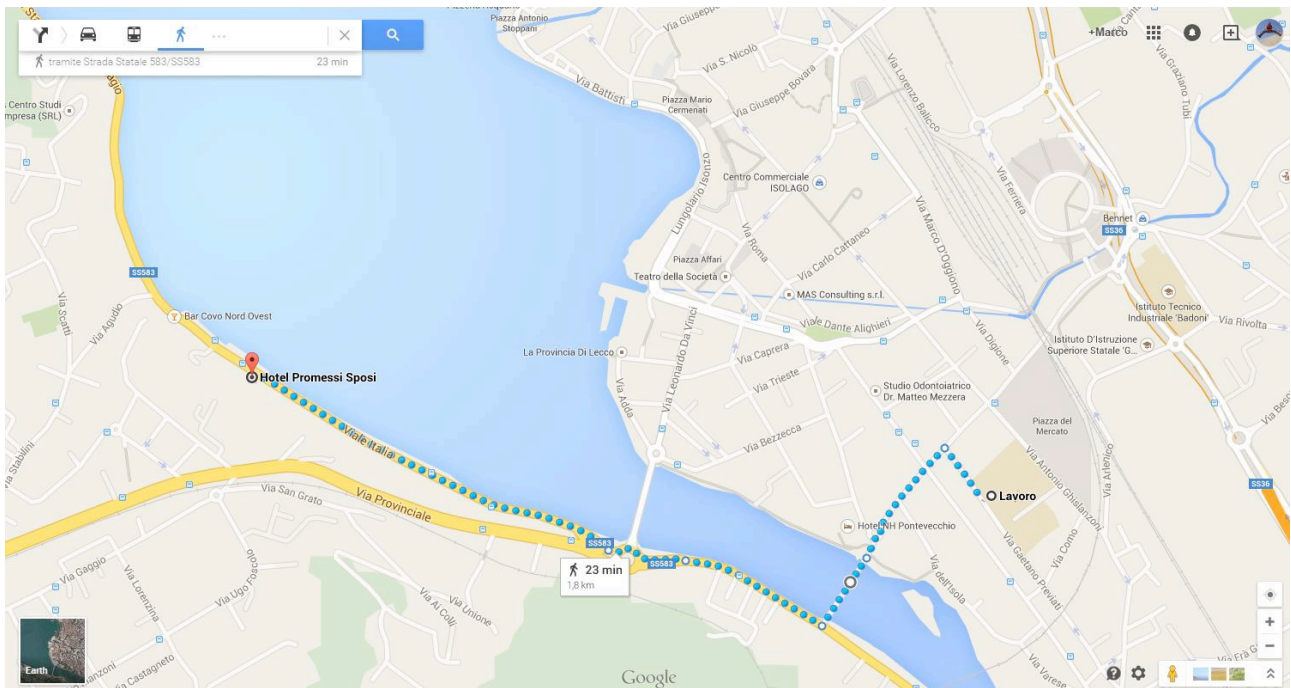 tramite Strada Statale 583/SS583
23 min
+Marco
Piazza Antonio
Stoppani
Via Giuseppe
Via S. Nicolò
Via Giuseppe Bovara
Via Battisti
Piazza Mario
Cermenati
Via Lorenzo Balicco
Via Graziano Tubi
Centro Studi
Impresa (SRL)
Centro Commerciale
ISOLAGO
Lungolario Isonzo
Via Ferriera
Bennet
SS36
Via Marco D'Oggiono
Via Roma
Via Carlo Cattaneo
Piazza Affari
Teatro della Società
MAS Consulting s.r.l.
SS583
Istituto Tecnico
Industriale 'Badoni'
Via Rivolta
Via Scatti
Via Agudio
Bar Covo Nord Ovest
Viale Dante Alighieri
Via Digione
Istituto D'Istruzione
Superiore Statale 'G...
La Provincia Di Lecco
Via Leonardo Da Vinci
Via Caprera
Via Trieste
Via Adda
Hotel Promessi Sposi
Studio Odontoiatrico
Dr. Matteo Mezzera
Piazza del
Mercato
Viale Italia
Via Bezzecca
Via Stabilini
Via San Grato
Via Provinciale
Via Antonio Ghislanzoni
Via Arlenico
SS36
Lavoro
Hotel NH Pontevecchio
SS583
SS583
23 min
1,8 km
Via Gaggio
Via Lorenzina
Via Ugo Foscolo
Via Ai Colli
Via Unione
Via dell'Isola
Via Gaetano Previati
Via Como
Earth
Via Castagneto
Via Varese
Google